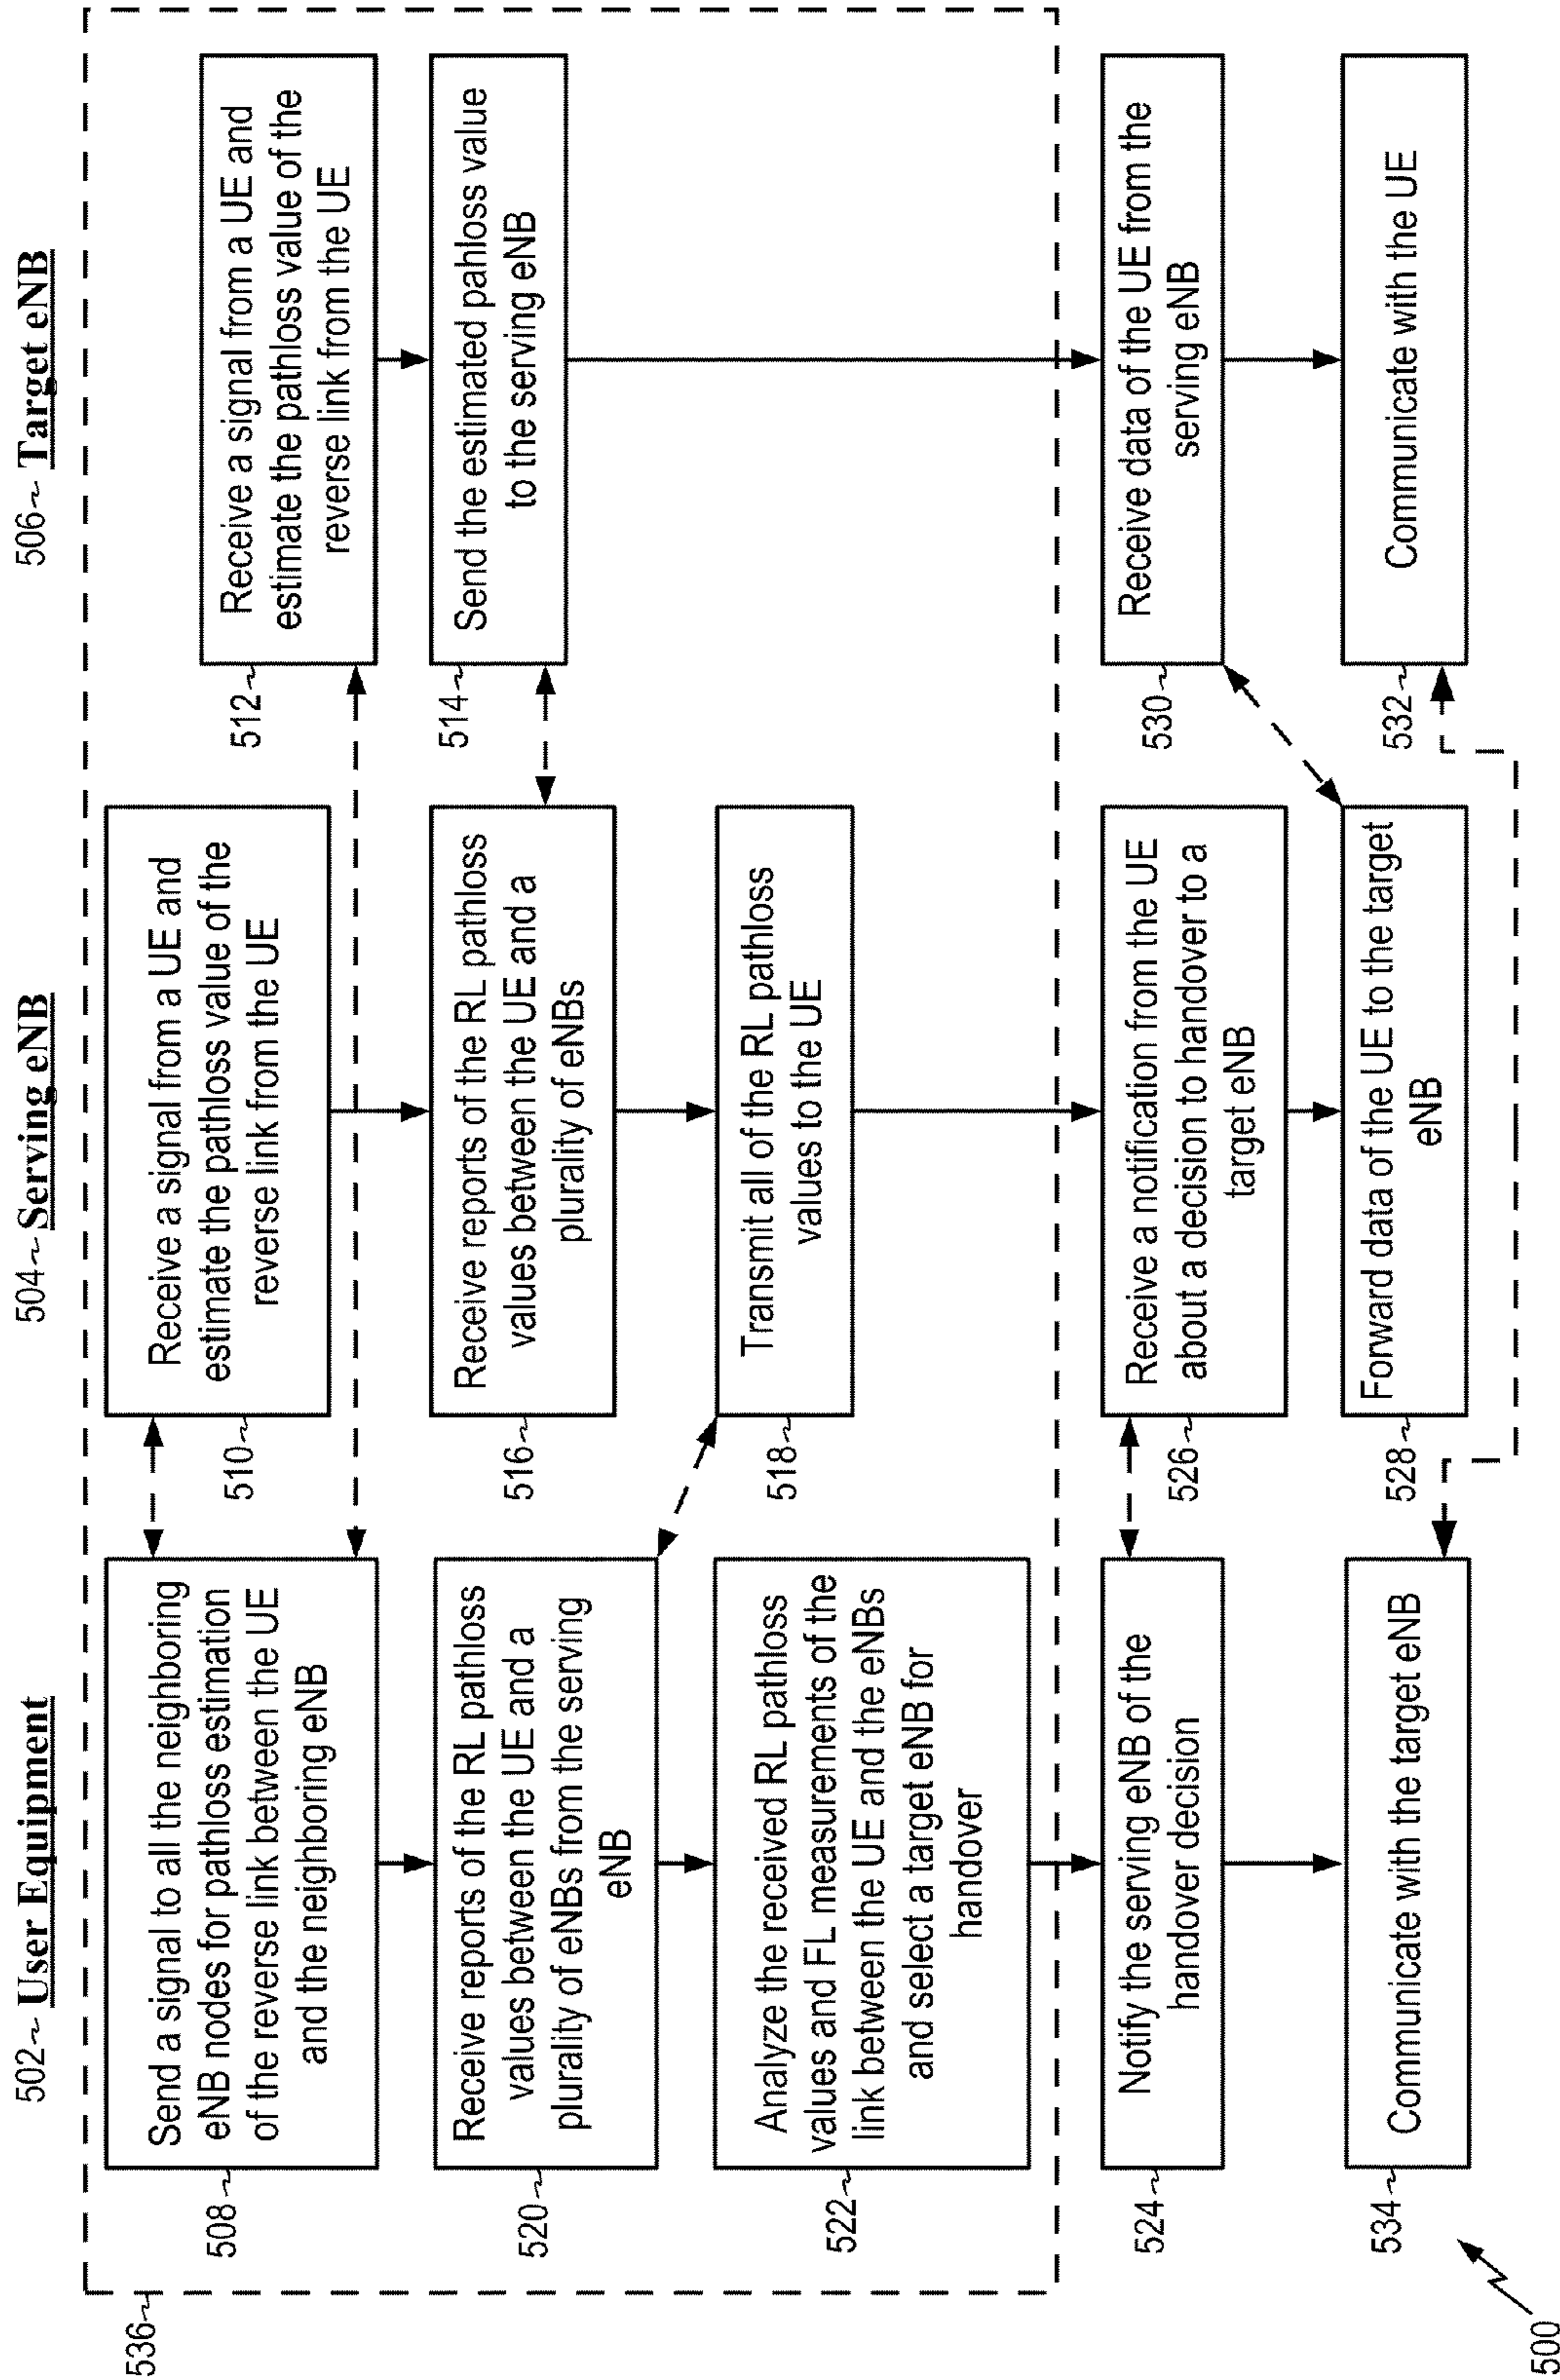 502~ User Equipment
504~ Serving eNB
506~ Target eNB
536~
508~
Send a signal to all the neighboring
eNB nodes for pathloss estimation
of the reverse link between the UE
and the neighboring eNB
510~
Receive a signal from a UE and
estimate the pathloss value of the
reverse link from the UE
512~
Receive a signal from a UE and
estimate the pathloss value of the
reverse link from the UE
520~
Receive reports of the RL pathloss
values between the UE and a
plurality of eNBs from the serving
eNB
516~
Receive reports of the RL pathloss
values between the UE and a
plurality of eNBs
514~
Send the estimated pahloss value
to the serving eNB
522~
Analyze the received RL pathloss
values and FL measurements of the
link between the UE and the eNBs
and select a target eNB for
handover
518~
Transmit all of the RL pathloss
values to the UE
524~
Notify the serving eNB of the
handover decision
526~
Receive a notification from the UE
about a decision to handover to a
target eNB
530~
Receive data of the UE from the
serving eNB
534~
Communicate with the target eNB
528~
Forward data of the UE to the target
eNB
532~
Communicate with the UE
500